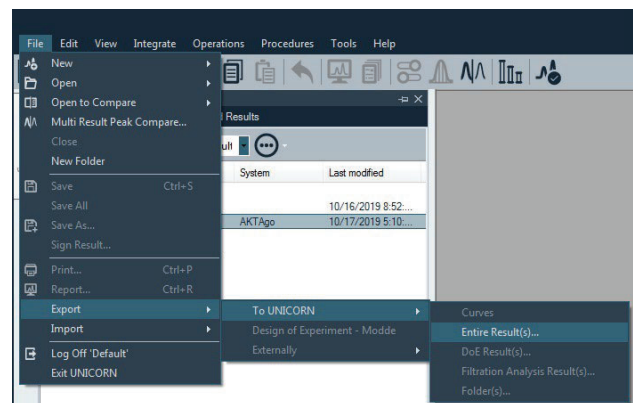 File Edit View Integrate Operations Procedures Tools Help
New
Open
Open to Compare
Multi Result Peak Compare...
Close
New Folder
Save Ctrl+S
Save All
Save As...
Sign Result...
Print... Ctrl+P
Report... Ctrl+R
Export
Import
Log Off 'Default'
Exit UNICORN
Results
System Last modified
10/16/2019 8:52:...
AKTAgo 10/17/2019 5:10:...
To UNICORN
Design of Experiment - Modde
Externally
Curves
Entire Result(s)...
DoE Result(s)...
Filtration Analysis Result(s)...
Folder(s)...